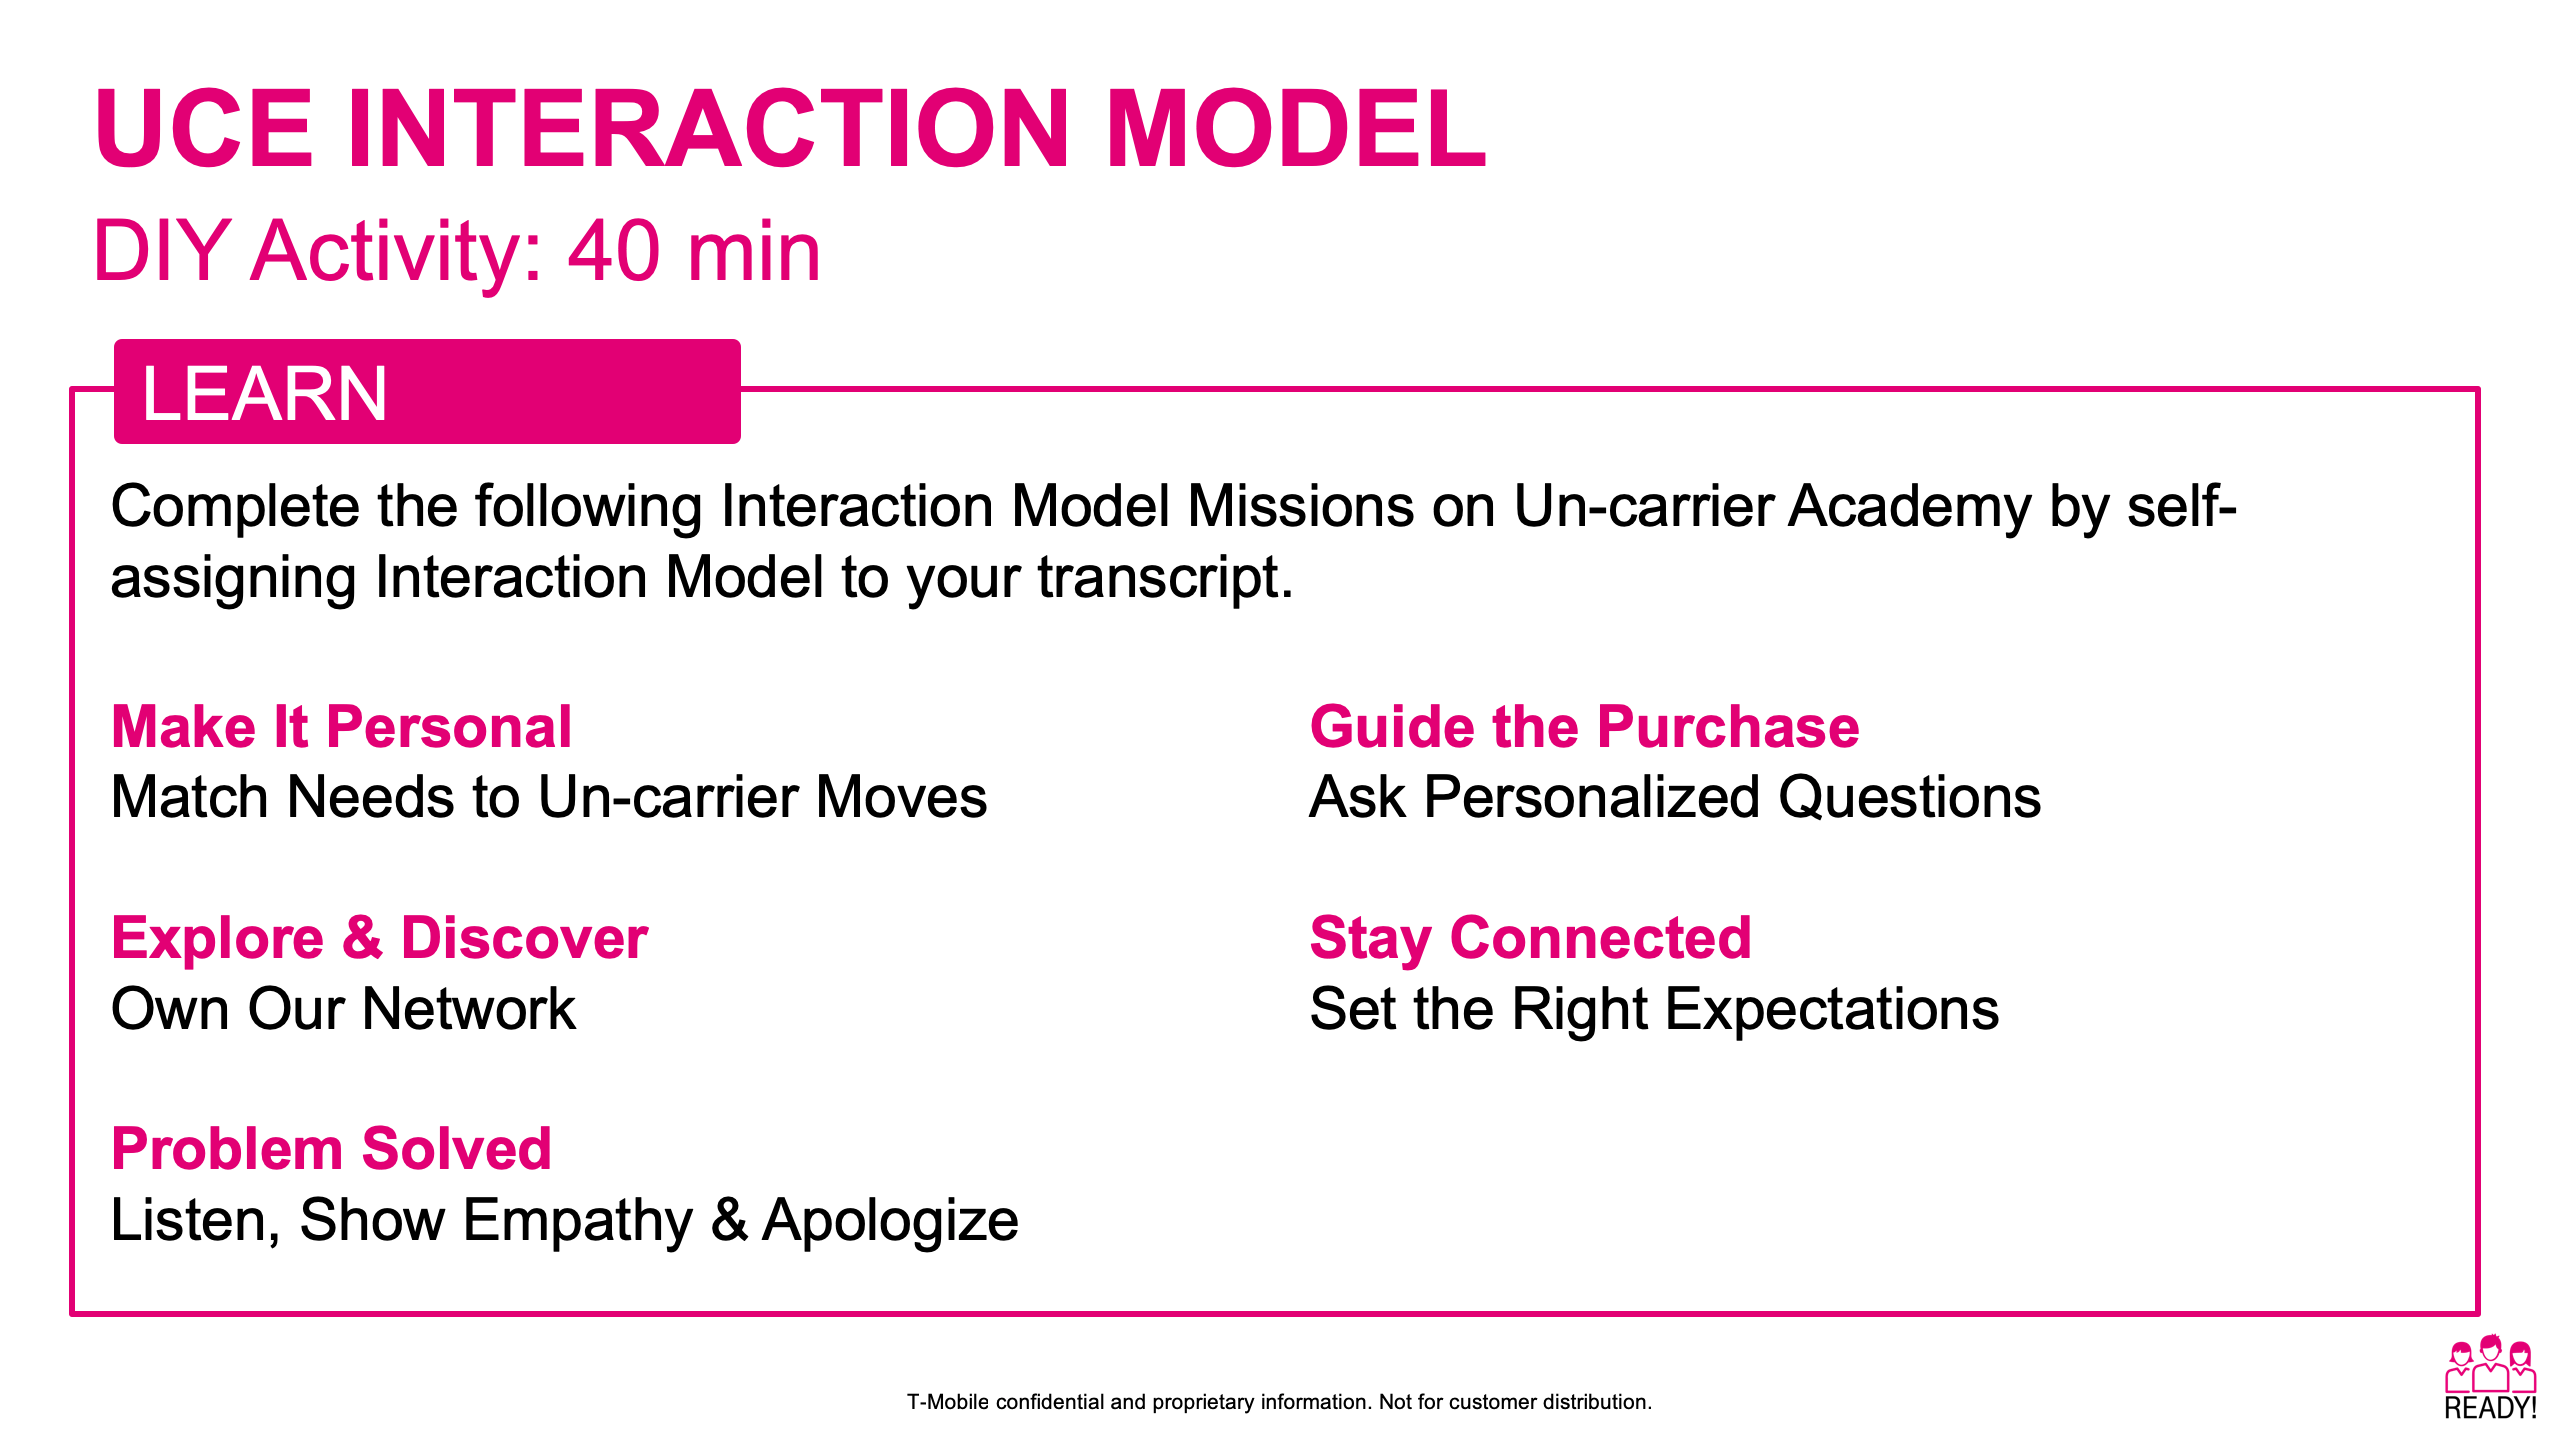 UCE INTERACTION MODEL
DIY Activity: 40 min
LEARN
Complete the following Interaction Model Missions on Un-carrier Academy by self-
assigning Interaction Model to your transcript.
Make It Personal
Match Needs to Un-carrier Moves
Explore & Discover
Own Our Network
Problem Solved
Listen, Show Empathy & Apologize
Guide the Purchase
Ask Personalized Questions
Stay Connected
Set the Right Expectations
T-Mobile confidential and proprietary information. Not for customer distribution.
READY!